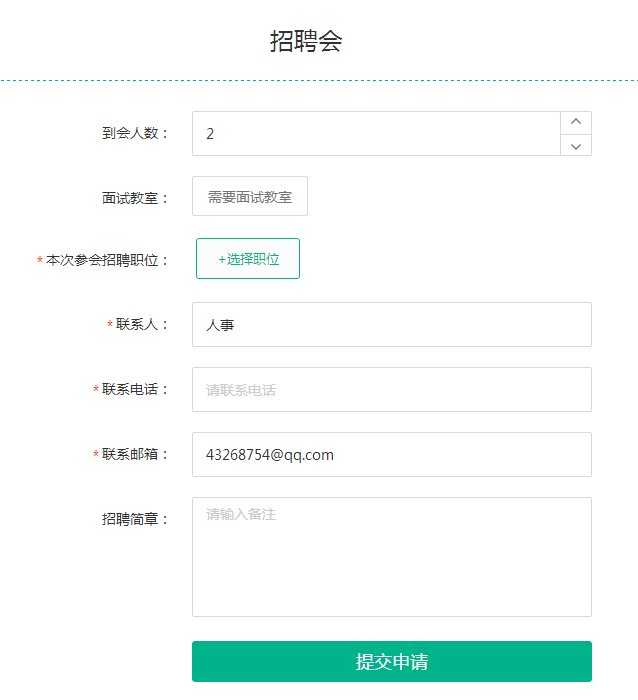 招聘会
到会人数： 2
面试教室： 需要面试教室
*本次参会招聘职位： +选择职位
*联系人： 人事
*联系电话： 请联系电话
*联系邮箱： 43268754@qq.com
招聘简章： 请输入备注
提交申请